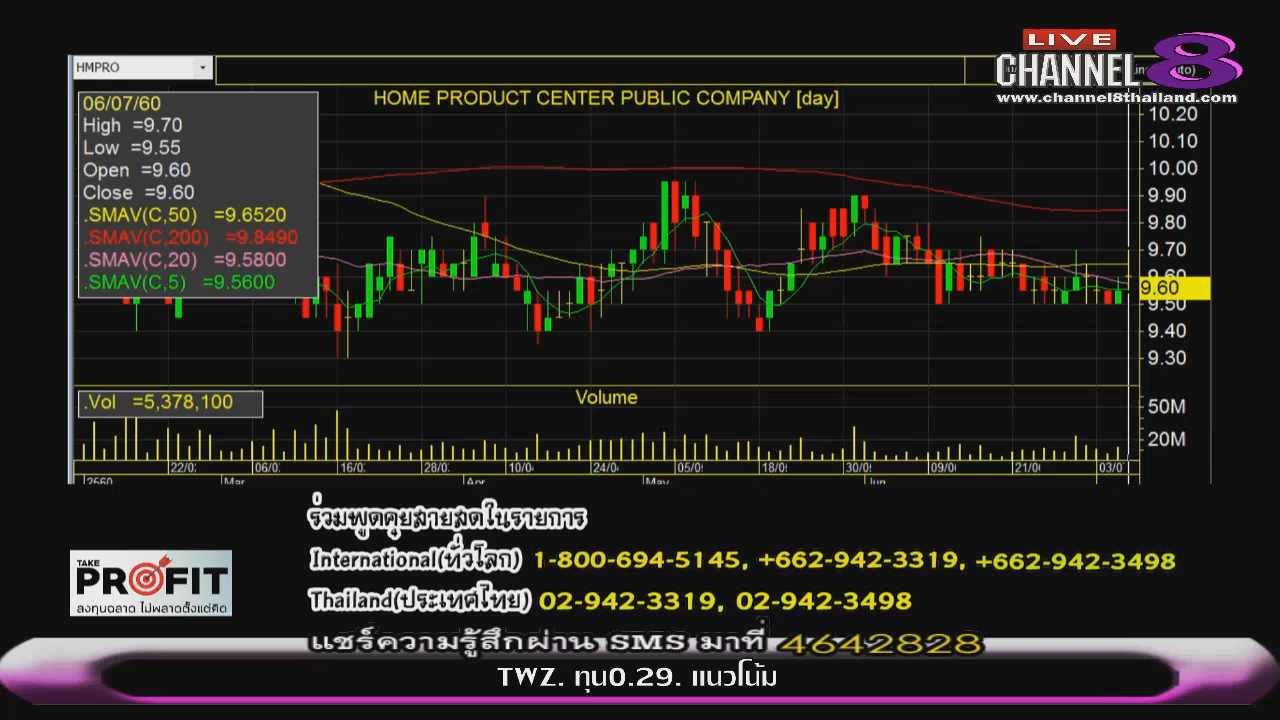 LIVE
CHANNEL 8
www.channel8thailand.com
HMPRO
HOME PRODUCT CENTER PUBLIC COMPANY [day]
06/07/60
High =9.70
Low =9.55
Open =9.60
Close =9.60
.SMAV(C,50) =9.6520
.SMAV(C,200) =9.8490
.SMAV(C,20) =9.5800
.SMAV(C,5) =9.5600
10.20
10.10
10.00
9.90
9.80
9.70
9.60
9.60
9.50
9.40
9.30
.Vol =5,378,100
Volume
50M
20M
22/0 06/0 16/0 28/0 10/0 24/0 05/0 18/0 30/0 09/0 21/0 03/0
2560 Mar Apr May Jun
ร่วมพูดคุยสายสดในรายการ
International(ทั่วโลก) 1-800-694-5145, +662-942-3319, +662-942-3498
Thailand(ประเทศไทย) 02-942-3319, 02-942-3498
TAKE
PROFIT
ลงทุนฉลาด ไม่พลาดตั้งแต่คิด
แชร์ความรู้สึกผ่าน SMS มาที่ 4642828
TWZ. ทุน0.29. แนวโน้ม